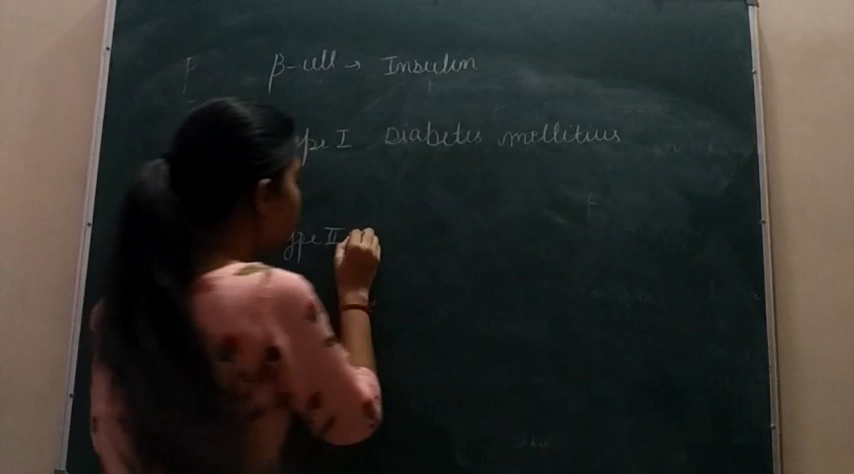 β-cell → Insulin
ype I Diabetes mellitius
ype II